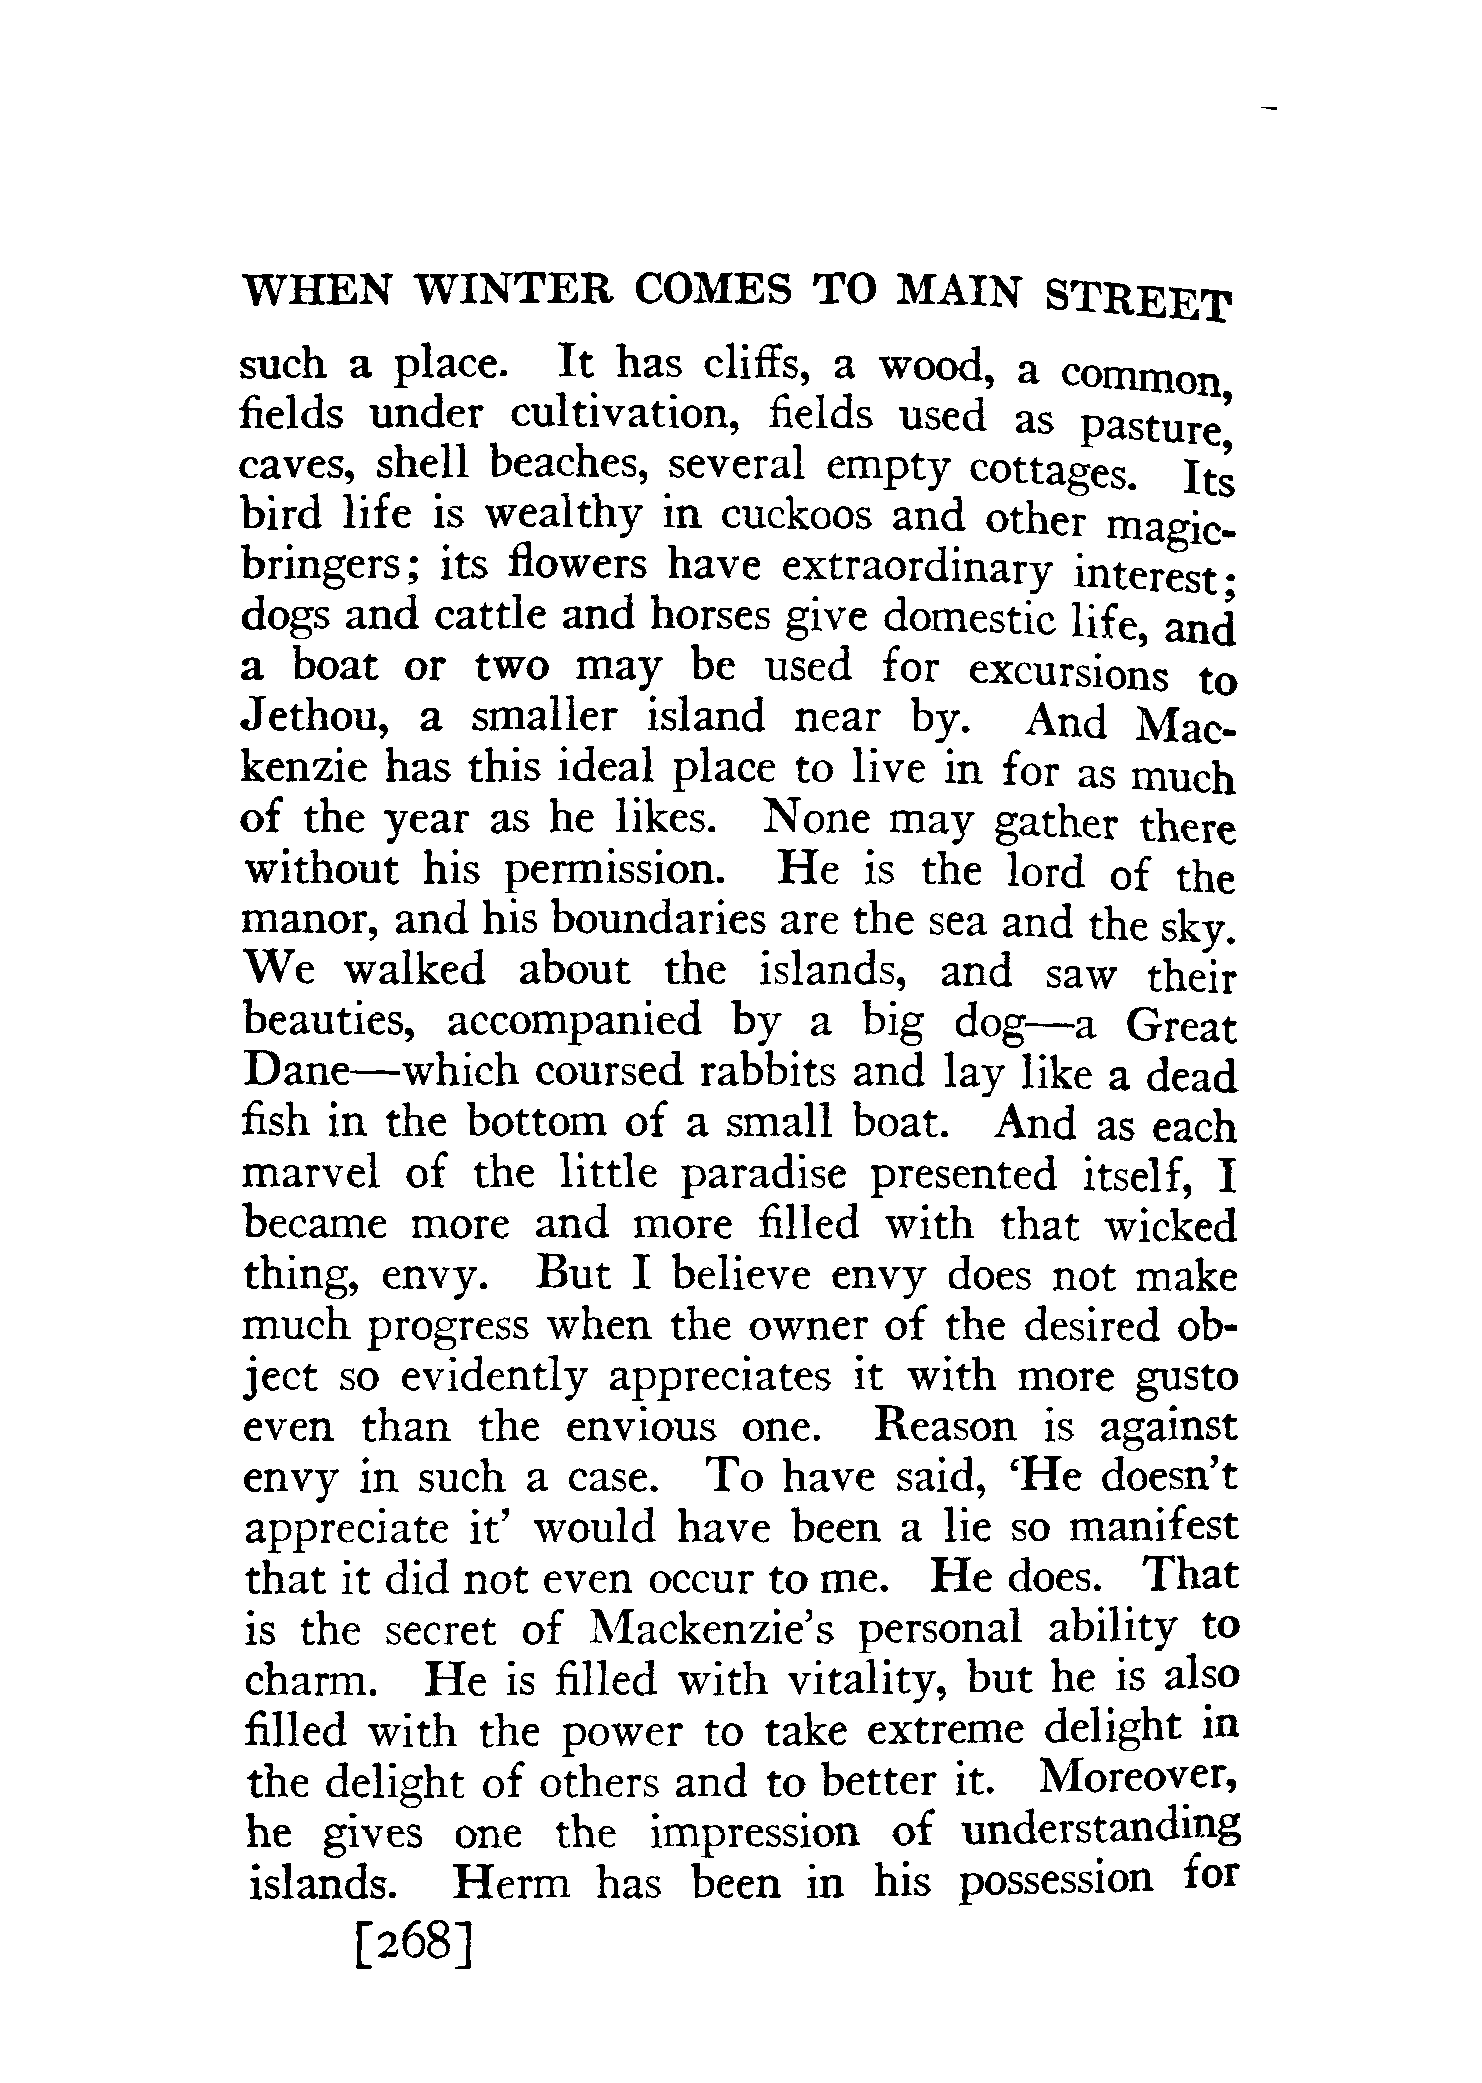 WHEN WINTER COMES TO MAIN STREET
such a place. It has cliffs, a wood, a common,
fields under cultivation, fields used as pasture,
caves, shell beaches, several empty cottages. Its
bird life is wealthy in cuckoos and other magic-
bringers; its flowers have extraordinary interest;
dogs and cattle and horses give domestic life, and
a boat or two may be used for excursions to
Jethou, a smaller island near by. And Mac-
kenzie has this ideal place to live in for as much
of the year as he likes. None may gather there
without his permission. He is the lord of the
manor, and his boundaries are the sea and the sky.
We walked about the islands, and saw their
beauties, accompanied by a big dog—a Great
Dane—which coursed rabbits and lay like a dead
fish in the bottom of a small boat. And as each
marvel of the little paradise presented itself, I
became more and more filled with that wicked
thing, envy. But I believe envy does not make
much progress when the owner of the desired ob-
ject so evidently appreciates it with more gusto
even than the envious one. Reason is against
envy in such a case. To have said, ‘He doesn’t
appreciate it’ would have been a lie so manifest
that it did not even occur to me. He does. That
is the secret of Mackenzie’s personal ability to
charm. He is filled with vitality, but he is also
filled with the power to take extreme delight in
the delight of others and to better it. Moreover,
he gives one the impression of understanding
islands. Herm has been in his possession for
[268]